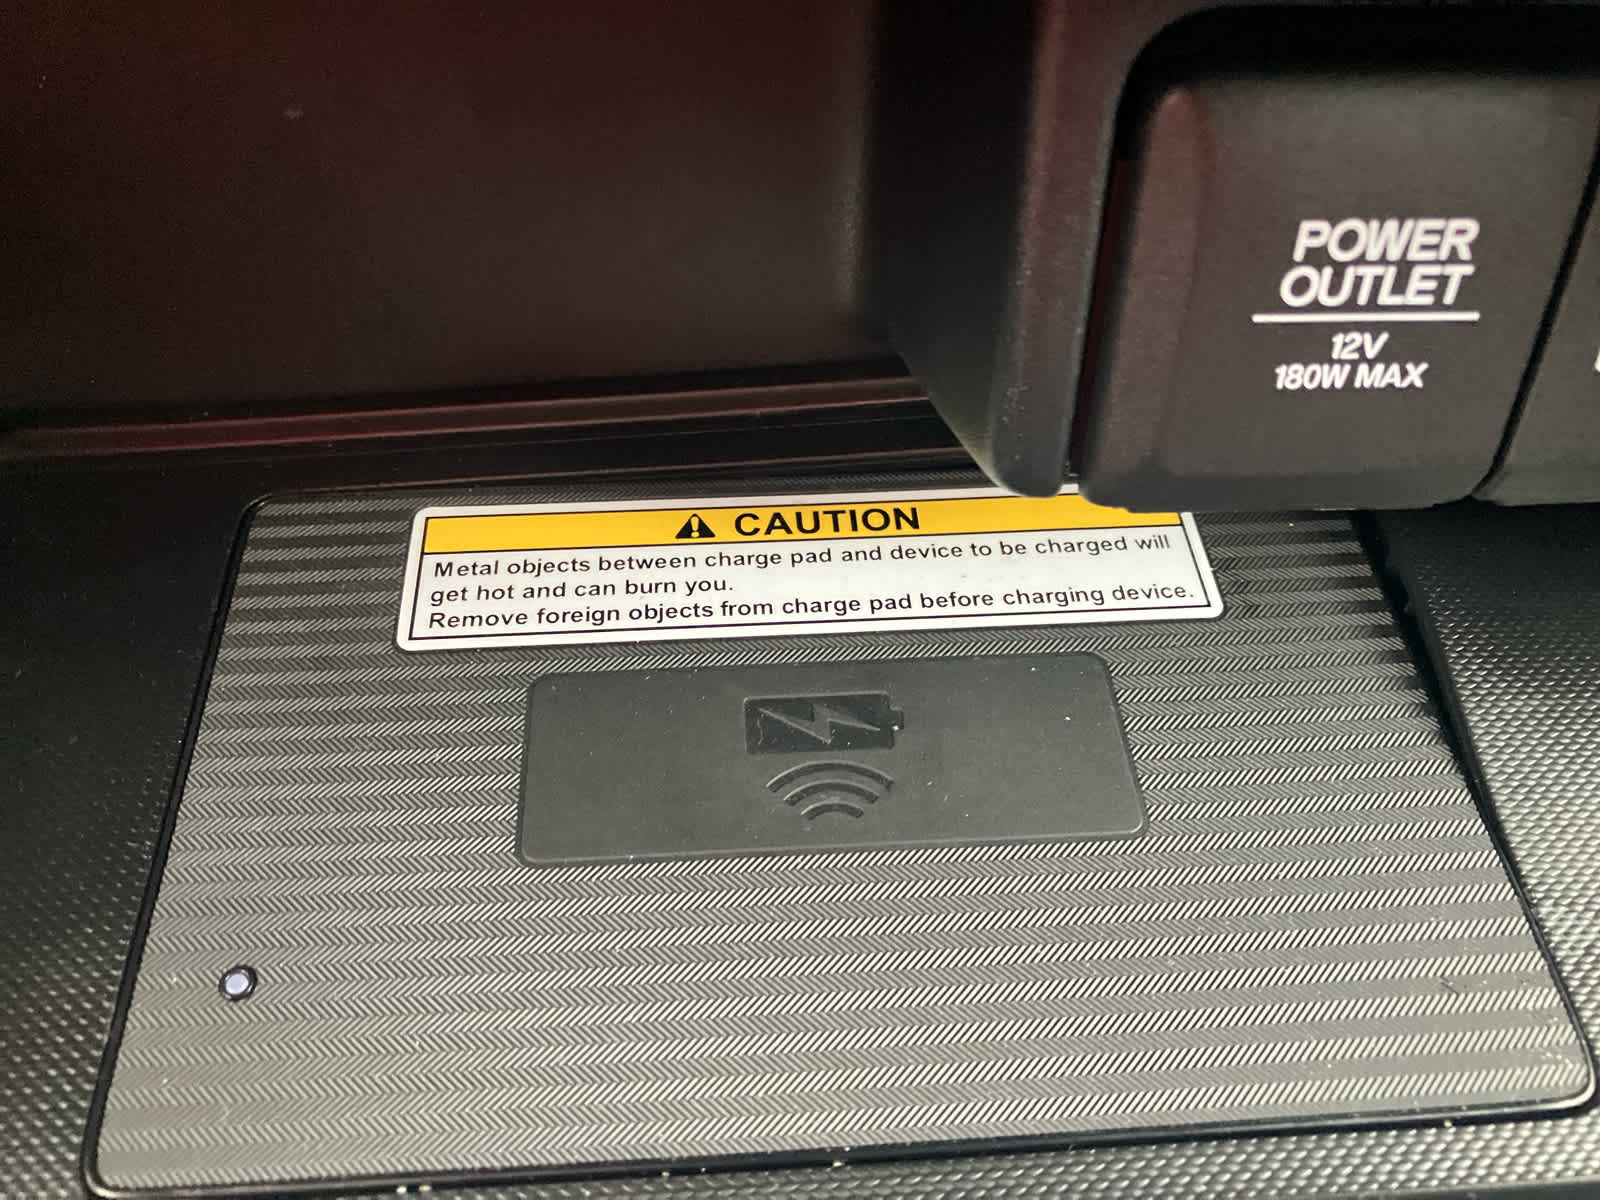 POWER
OUTLET
12V
180W MAX
CAUTION
Metal objects between charge pad and device to be charged will
get hot and can burn you.
Remove foreign objects from charge pad before charging device.